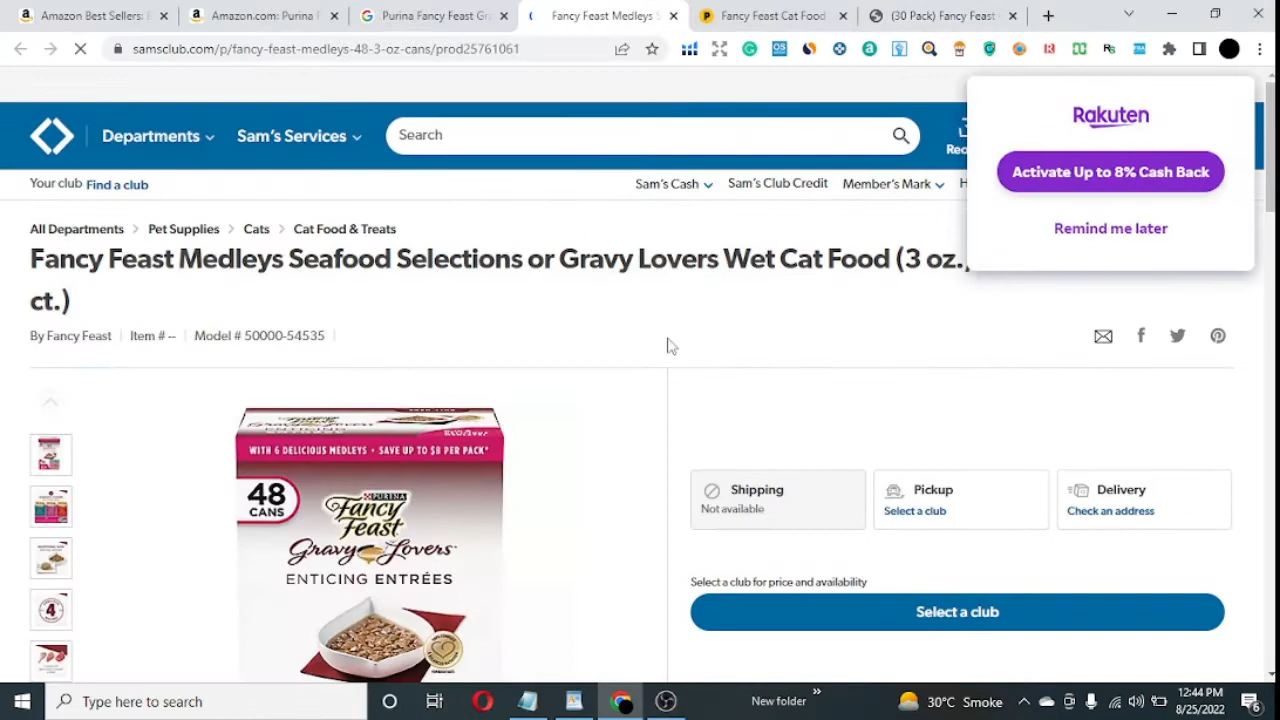 Amazon Best Sellers:
Amazon.com: Purina F
Purina Fancy Feast Gra
Fancy Feast Medleys S
Fancy Feast Cat Food
(30 Pack) Fancy Feast
samsclub.com/p/fancy-feast-medleys-48-3-oz-cans/prod25761061
Rakuten
Activate Up to 8% Cash Back
Remind me later
Departments
Sam's Services
Search
Reo
Your club Find a club
Sam's Cash
Sam's Club Credit
Member's Mark
H
All Departments > Pet Supplies > Cats > Cat Food & Treats
Fancy Feast Medleys Seafood Selections or Gravy Lovers Wet Cat Food (3 oz.,
ct.)
By Fancy Feast | Item # -- | Model # 50000-54535
WITH 6 DELICIOUS MEDLEYS • SAVE UP TO $8 PER PACK*
48
CANS
PURINA
Fancy
Feast
Gravy Lovers
ENTICING ENTRÉES
Shipping
Not available
Pickup
Select a club
Delivery
Check an address
Select a club for price and availability
Select a club
Type here to search
New folder
30°C Smoke
12:44 PM
8/25/2022
6